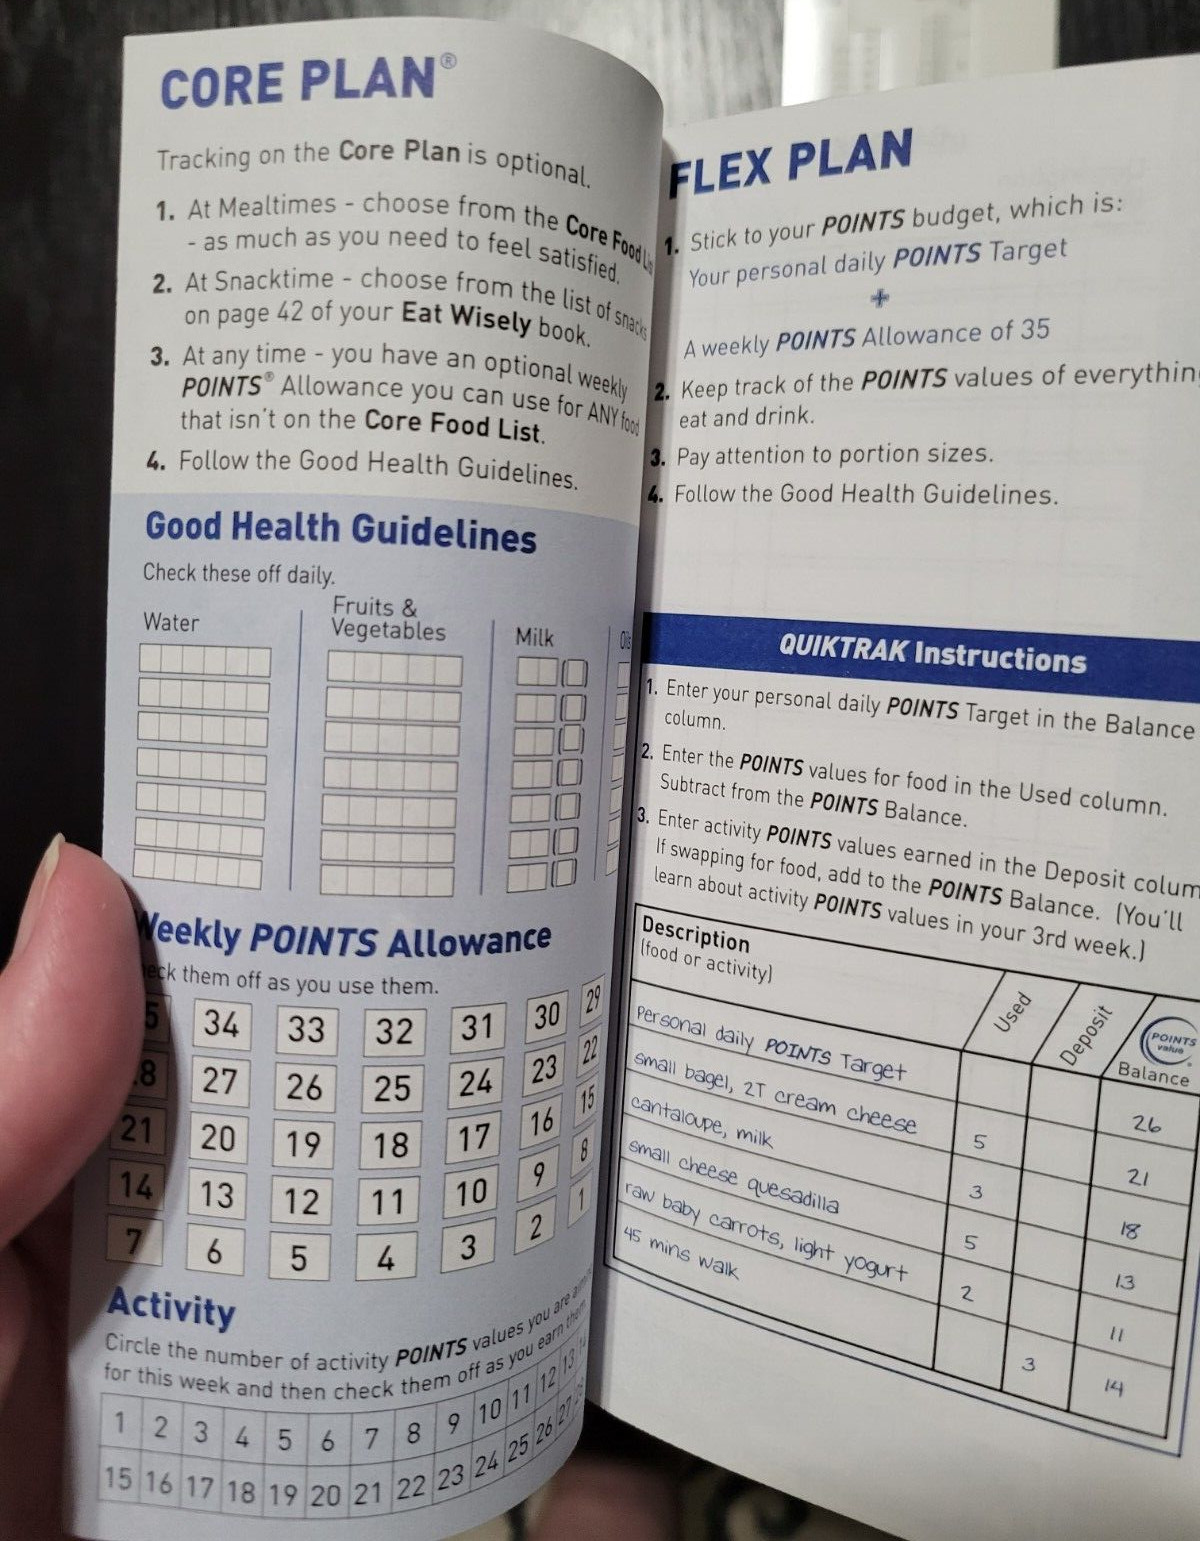 CORE PLAN®
Tracking on the Core Plan is optional.
1. At Mealtimes - choose from the Core Food
- as much as you need to feel satisfied.
2. At Snacktime - choose from the list of snacks
on page 42 of your Eat Wisely book.
3. At any time - you have an optional weekly
POINTS® Allowance you can use for ANY food
that isn't on the Core Food List.
4. Follow the Good Health Guidelines.
Good Health Guidelines
Check these off daily.
Water
Fruits &
Vegetables
Milk
Weekly POINTS Allowance
them off as you use them.
34 33 32 31 30 29
27 26 25 24 23 22
21 20 19 18 17 16 15
14 13 12 11 10 9 8
7 6 5 4 3 2 1
Activity
Circle the number of activity POINTS values you are
for this week and then check them off as you earn them
1 2 3 4 5 6 7 8 9 10 11 12 13
15 16 17 18 19 20 21 22 23 24 25 26 27
FLEX PLAN
1. Stick to your POINTS budget, which is:
Your personal daily POINTS Target
+
A weekly POINTS Allowance of 35
2. Keep track of the POINTS values of
eat and drink.
3. Pay attention to portion sizes.
4. Follow the Good Health Guidelines.
QUIKTRAK Instructions
1. Enter your personal daily POINTS Target in the Balance
column.
2. Enter the POINTS values for food in the Used column.
Subtract from the POINTS Balance.
3. Enter activity POINTS values earned in the Deposit
If swapping for food, add to the POINTS Balance. (You'll
learn about activity POINTS values in your 3rd week.)
Description
(food or activity)
Used
Deposit
POINTS
value
Balance
Personal daily POINTS Target 26
small bagel, 2T cream cheese 5 21
cantaloupe, milk 3 18
small cheese quesadilla 5 13
raw baby carrots, light yogurt 2 11
45 mins walk 3 14